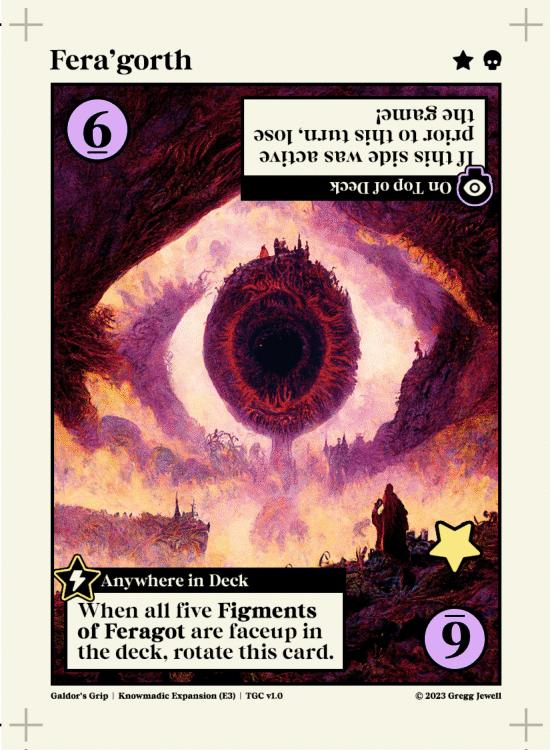 Fera'gorth
6
If this side was active
prior to this turn, lose
the game!
On Top of Deck
Anywhere in Deck
When all five Figments
of Feragot are faceup in
the deck, rotate this card.
6
Galdor's Grip | Knowmadic Expansion (E3) | TGC v1.0
© 2023 Gregg Jewell